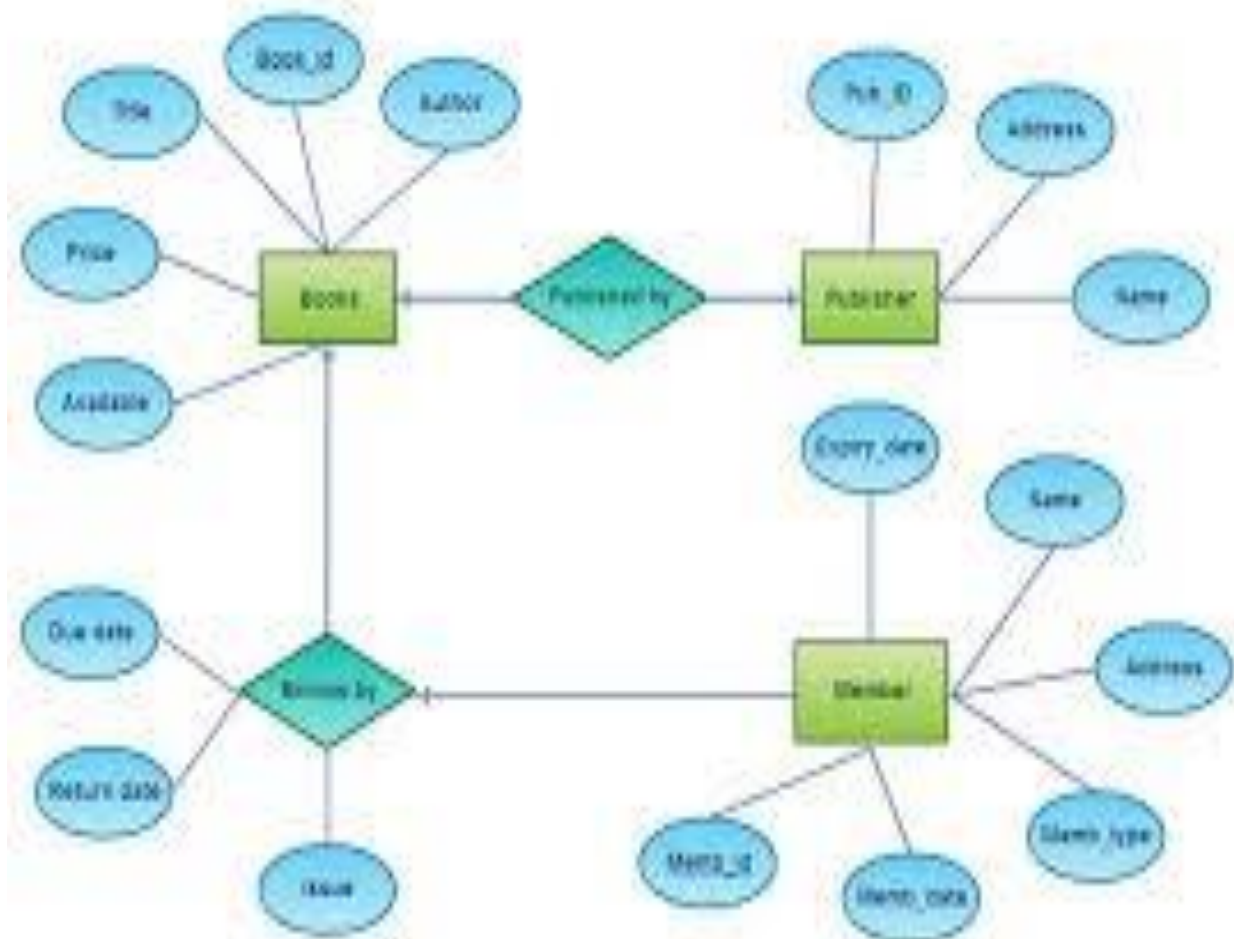 Book_id
Title
Author
Price
Books
Available
Published by
Pub_ID
Address
Publisher
Name
Expiry_date
Name
Due date
Borrow by
Member
Address
Return date
Issue
Memb_id
Memb_date
Memb_type